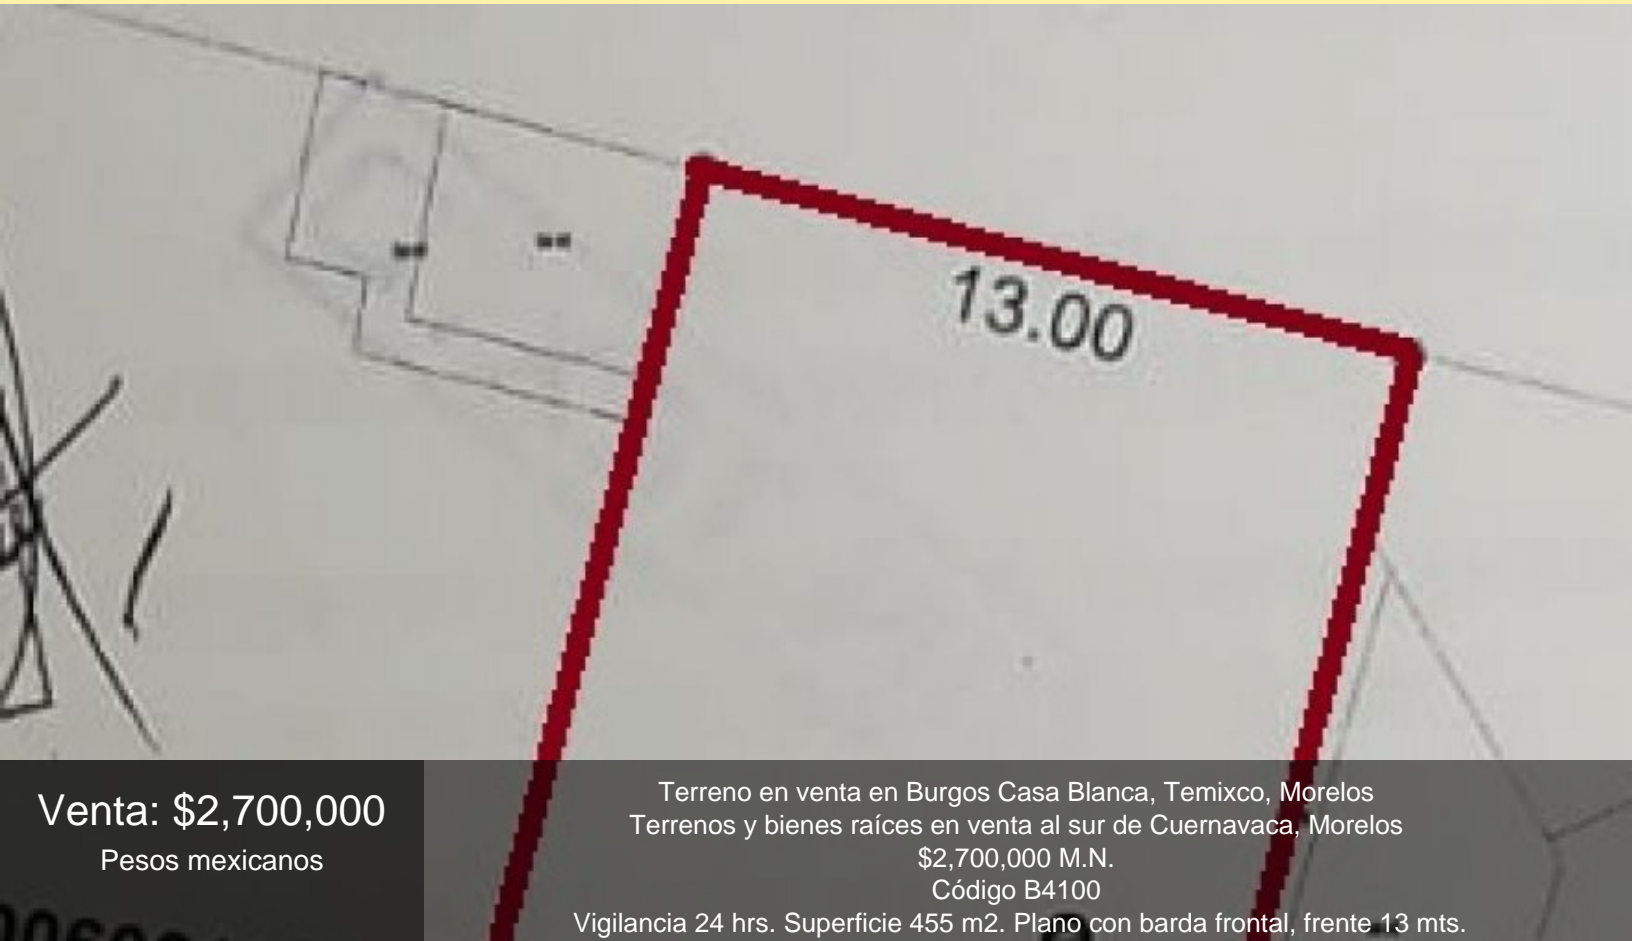 13.00
Venta: $2,700,000
Pesos mexicanos
Terreno en venta en Burgos Casa Blanca, Temixco, Morelos
Terrenos y bienes raíces en venta al sur de Cuernavaca, Morelos
$2,700,000 M.N.
Código B4100
Vigilancia 24 hrs. Superficie 455 m2. Plano con barda frontal, frente 13 mts.